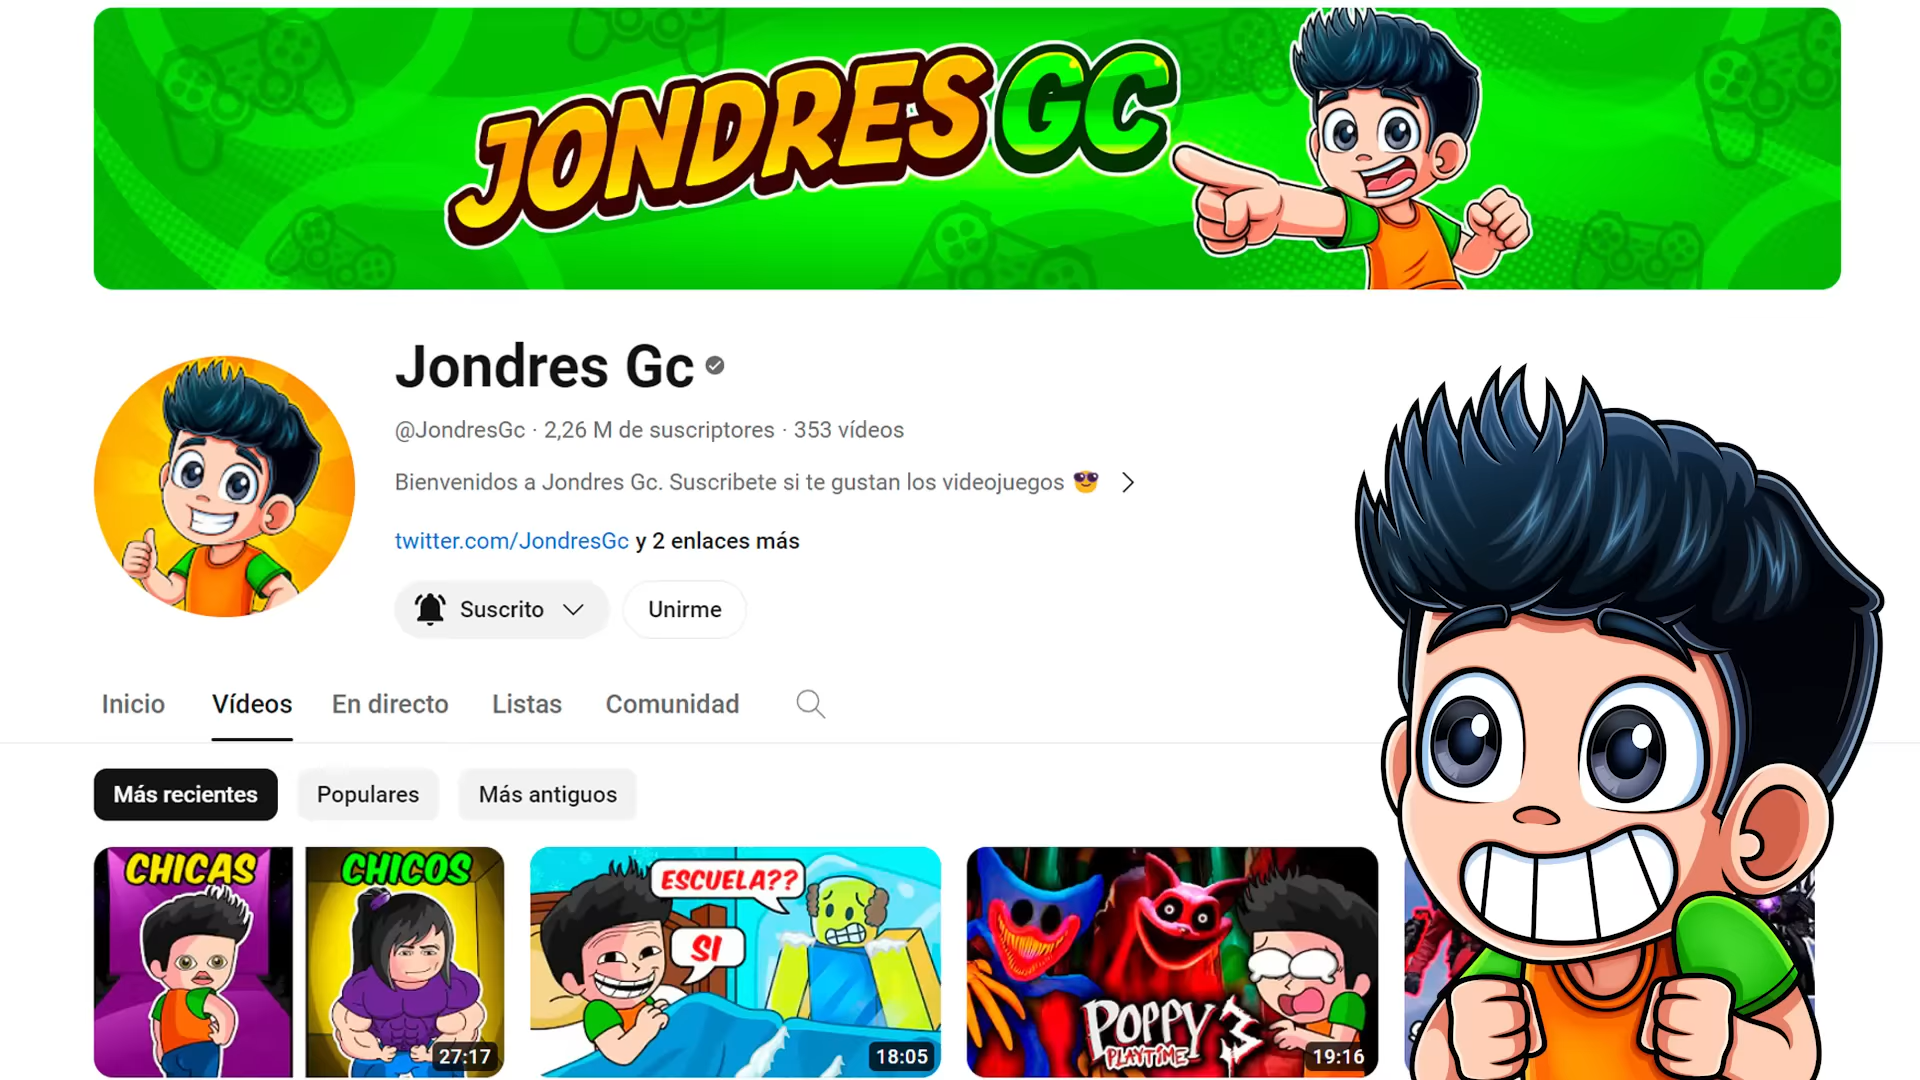 JONDRES GC
Jondres Gc
@JondresGc · 2,26 M de suscriptores · 353 vídeos
Bienvenidos a Jondres Gc. Suscribete si te gustan los videojuegos 😎
twitter.com/JondresGc y 2 enlaces más
Suscrito
Unirme
Inicio
Vídeos
En directo
Listas
Comunidad
Más recientes
Populares
Más antiguos
CHICAS
CHICOS
27:17
ESCUELA??
SI
18:05
POPPY 3
PLAYTIME
19:16